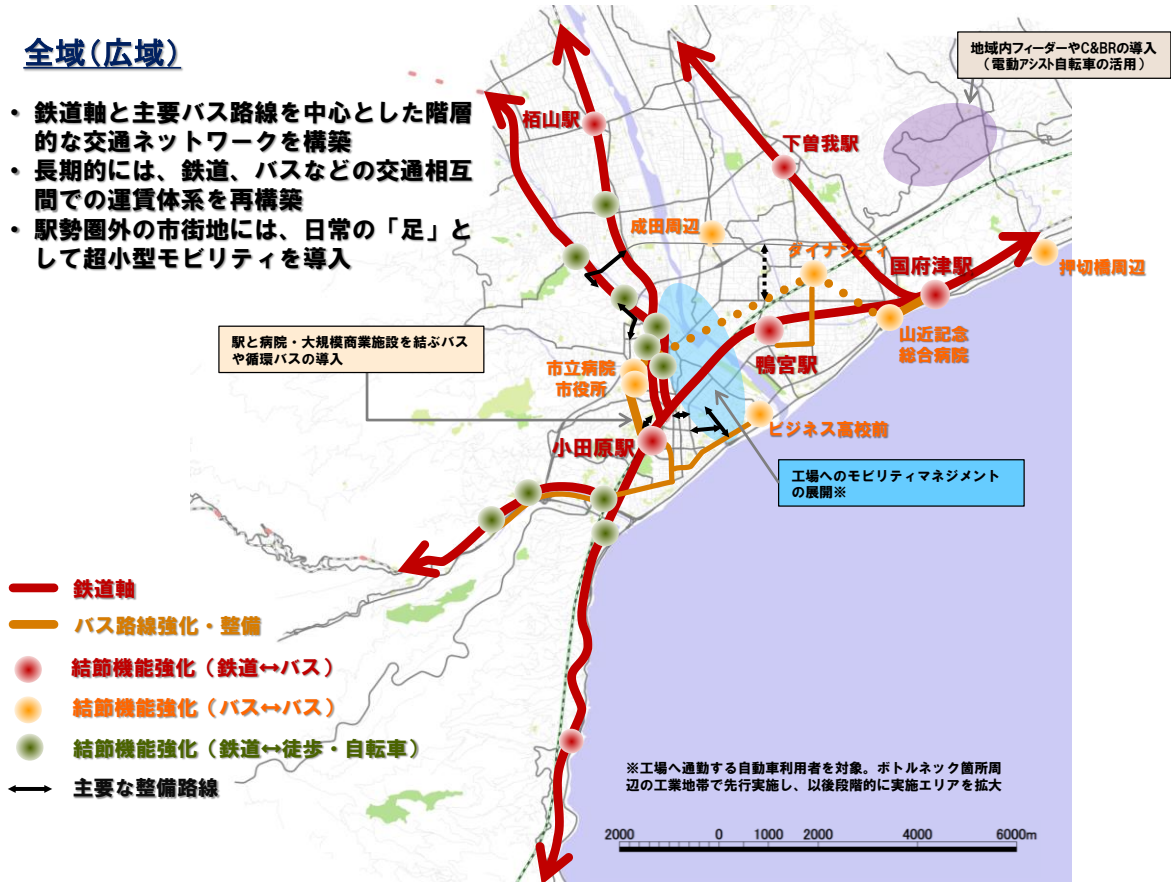 全域(広域)
• 鉄道軸と主要バス路線を中心とした階層
的な交通ネットワークを構築
• 長期的には、鉄道、バスなどの交通相互
間での運賃体系を再構築
• 駅勢圏外の市街地には、日常の「足」と
して超小型モビリティを導入
地域内フィーダーやC&BRの導入
(電動アシスト自転車の活用)
栢山駅
下曽我駅
成田周辺
ダイナシティ
国府津駅
押切橋周辺
山近記念
総合病院
鴨宮駅
駅と病院・大規模商業施設を結ぶバス
や循環バスの導入
市立病院
市役所
ビジネス高校前
小田原駅
工場へのモビリティマネジメント
の展開※
鉄道軸
バス路線強化・整備
結節機能強化(鉄道↔バス)
結節機能強化(バス↔バス)
結節機能強化(鉄道↔徒歩・自転車)
主要な整備路線
※工場へ通勤する自動車利用者を対象。ボトルネック箇所周
辺の工業地帯で先行実施し、以後段階的に実施エリアを拡大
2000 0 1000 2000 4000 6000m